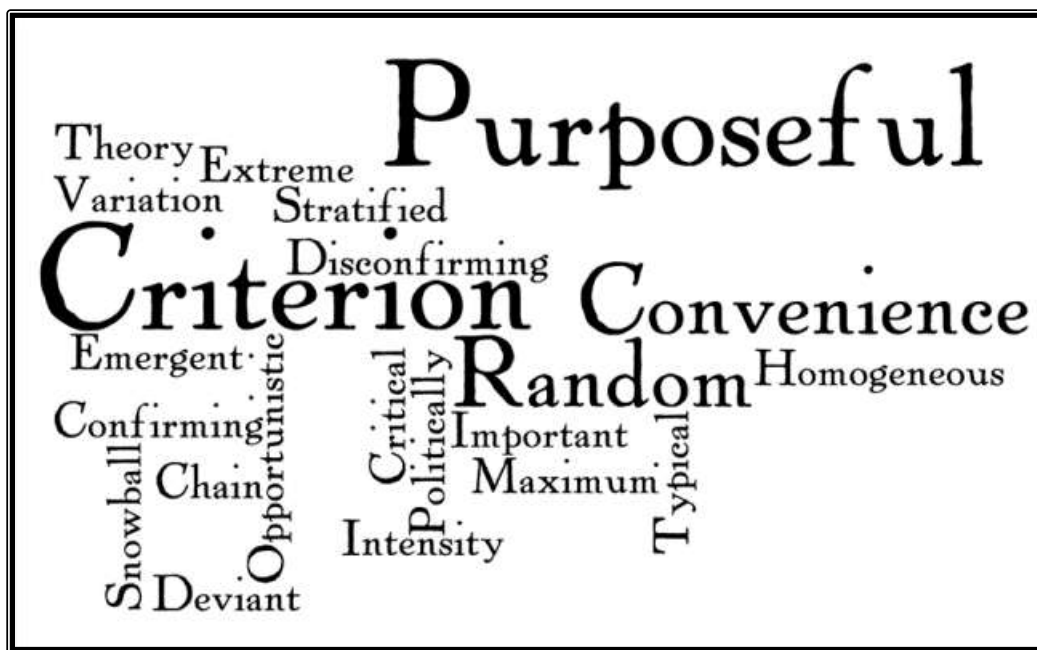 Purposeful
Theory
Extreme
Variation
Stratified
Disconfirming
Criterion
Convenience
Emergent
Random
Homogeneous
Opportunistic
Critical
Politically
Confirming
Important
Typical
Snowball
Chain
Maximum
Intensity
Deviant